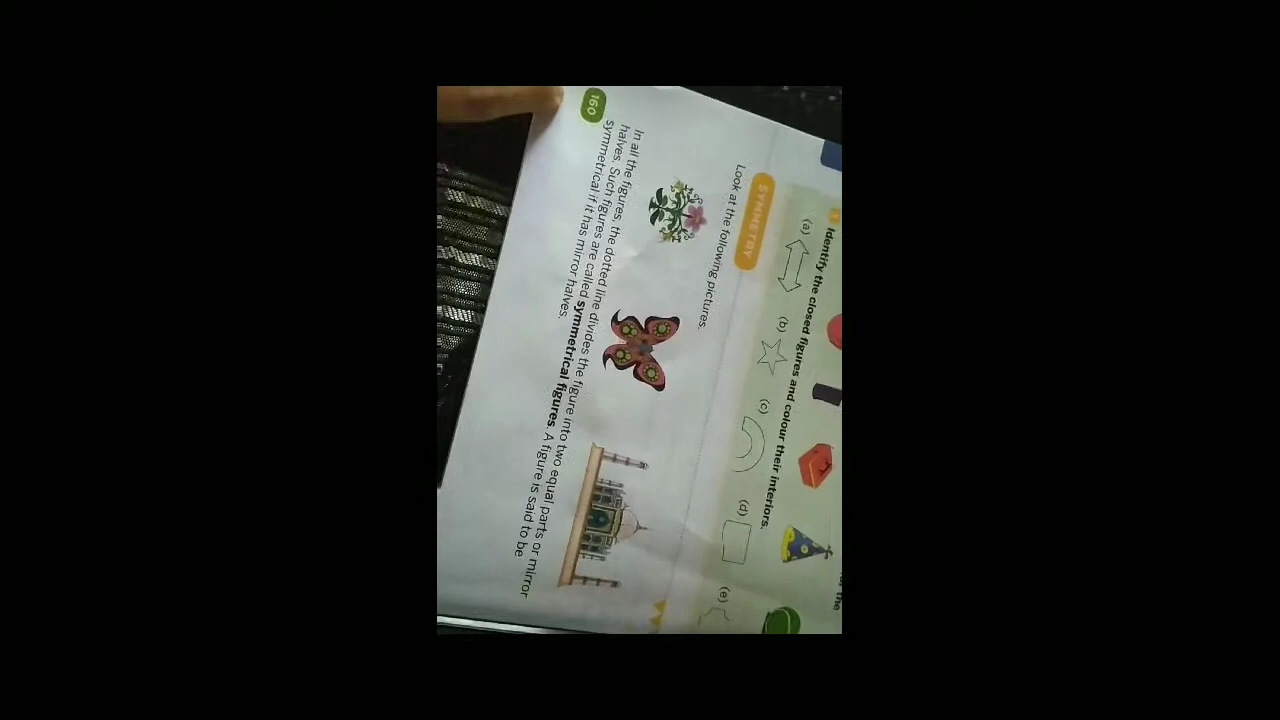 Identify the closed figures and colour their interiors.
(a) (b) (c) (d) (e)
SYMMETRY
Look at the following pictures.
In all the figures, the dotted line divides the figure into two equal parts or mirror
halves. Such figures are called symmetrical figures. A figure is said to be
symmetrical if it has mirror halves.
160